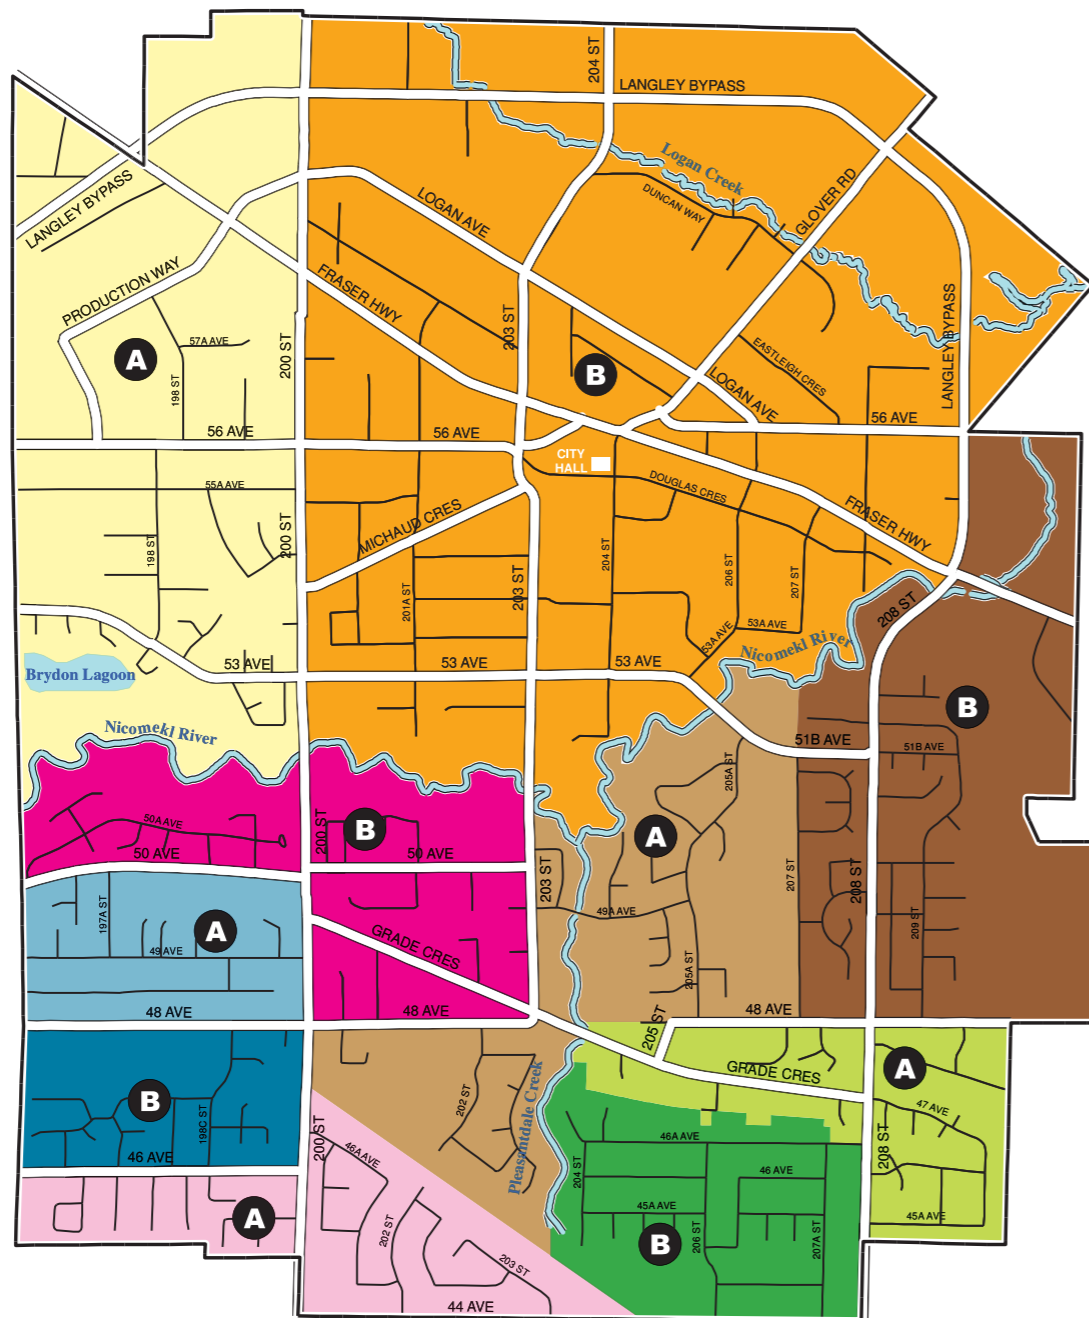 204 ST
LANGLEY BYPASS
Logan Creek
LANGLEY BYPASS
DUNCAN WAY
GLOVER RD
LOGAN AVE
PRODUCTION WAY
FRASER HWY
203 ST
200 ST
57A AVE
198 ST
A
B
EASTLEIGH CRES
LANGLEY BYPASS
LOGAN AVE
56 AVE
56 AVE
56 AVE
CITY
HALL
DOUGLAS CRES
55A AVE
MICHAUD CRES
FRASER HWY
200 ST
198 ST
204 ST
203 ST
201A ST
206 ST
207 ST
208 ST
53A AVE
53A AVE
Nicomekl River
53 AVE
53 AVE
53 AVE
Brydon Lagoon
Nicomekl River
B
51B AVE
51B AVE
205A ST
50A AVE
50 AVE
200 ST
B
50 AVE
A
203 ST
207 ST
208 ST
209 ST
197A ST
A
49 AVE
49A AVE
GRADE CRES
205A ST
48 AVE
48 AVE
48 AVE
205 ST
GRADE CRES
A
B
198C ST
46 AVE
202 ST
Pleasantdale Creek
47 AVE
208 ST
200 ST
46A AVE
46A AVE
204 ST
46 AVE
45A AVE
45A AVE
A
202 ST
203 ST
B
206 ST
207A ST
44 AVE